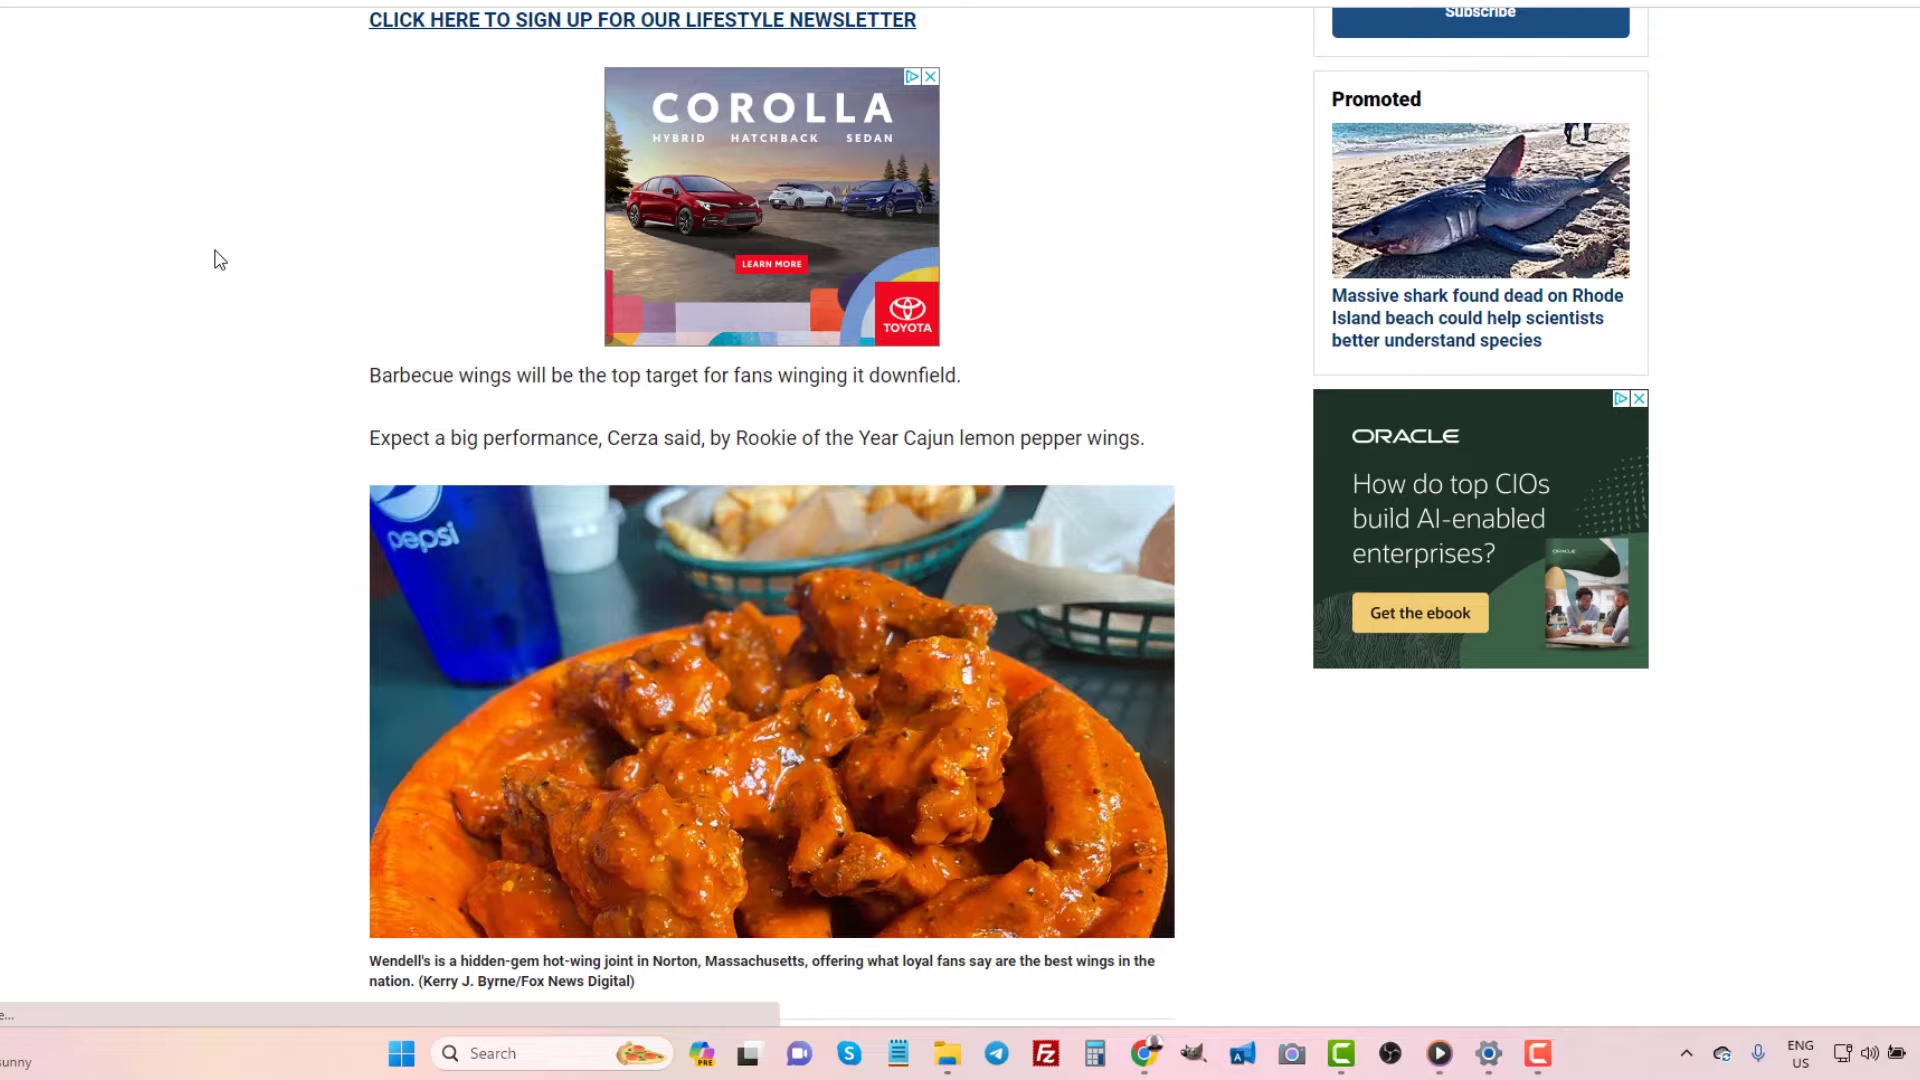 CLICK HERE TO SIGN UP FOR OUR LIFESTYLE NEWSLETTER
COROLLA
HYBRID HATCHBACK SEDAN
LEARN MORE
TOYOTA
Barbecue wings will be the top target for fans winging it downfield.
Expect a big performance, Cerza said, by Rookie of the Year Cajun lemon pepper wings.
pepsi
Wendell's is a hidden-gem hot-wing joint in Norton, Massachusetts, offering what loyal fans say are the best wings in the
nation. (Kerry J. Byrne/Fox News Digital)
Subscribe
Promoted
Massive shark found dead on Rhode
Island beach could help scientists
better understand species
ORACLE
How do top CIOs
build AI-enabled
enterprises?
ORACLE
Get the ebook
e...
sunny
Search
PRE
Fz
A
ENG
US